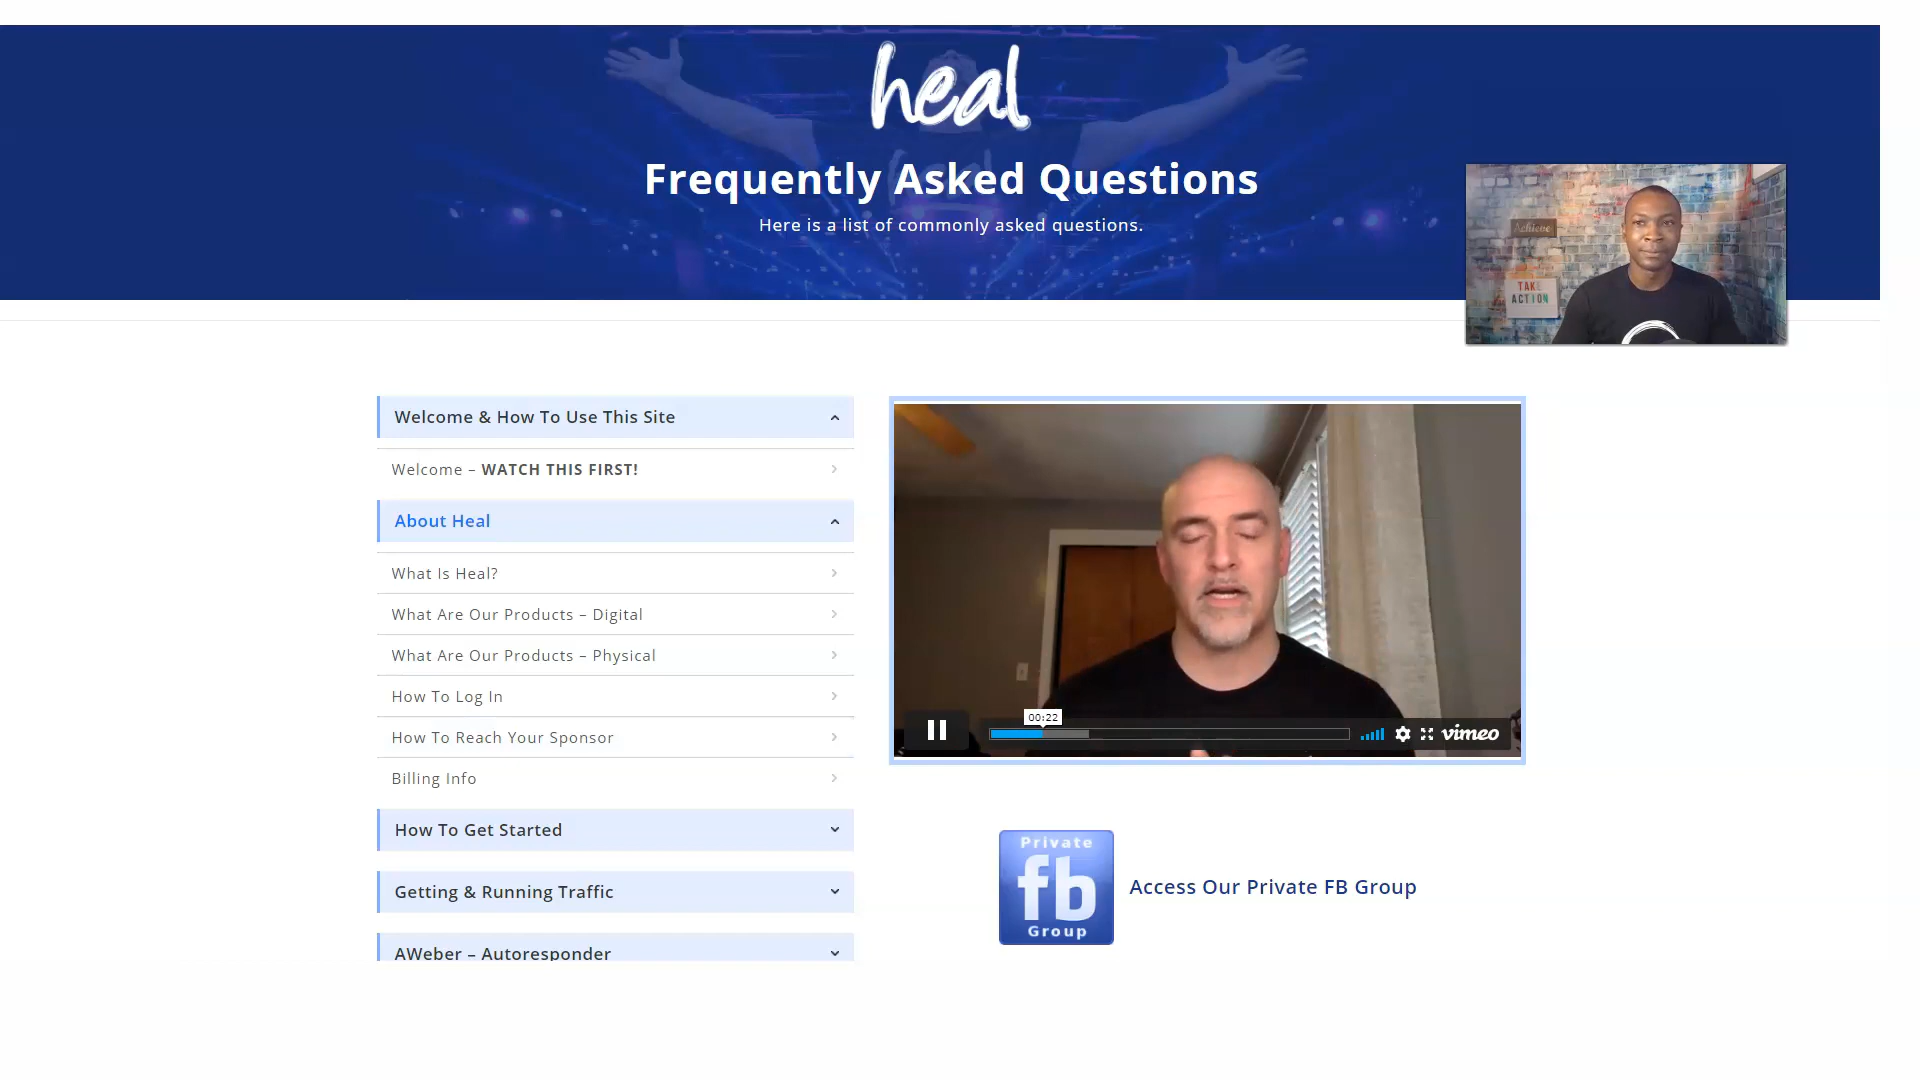 heal
Frequently Asked Questions
Here is a list of commonly asked questions.
Achieve
TAKE
ACTION
Welcome & How To Use This Site
Welcome – WATCH THIS FIRST!
About Heal
What Is Heal?
What Are Our Products – Digital
What Are Our Products – Physical
How To Log In
How To Reach Your Sponsor
Billing Info
How To Get Started
Getting & Running Traffic
AWeber – Autoresponder
00:22
vimeo
Private
fb
Group
Access Our Private FB Group